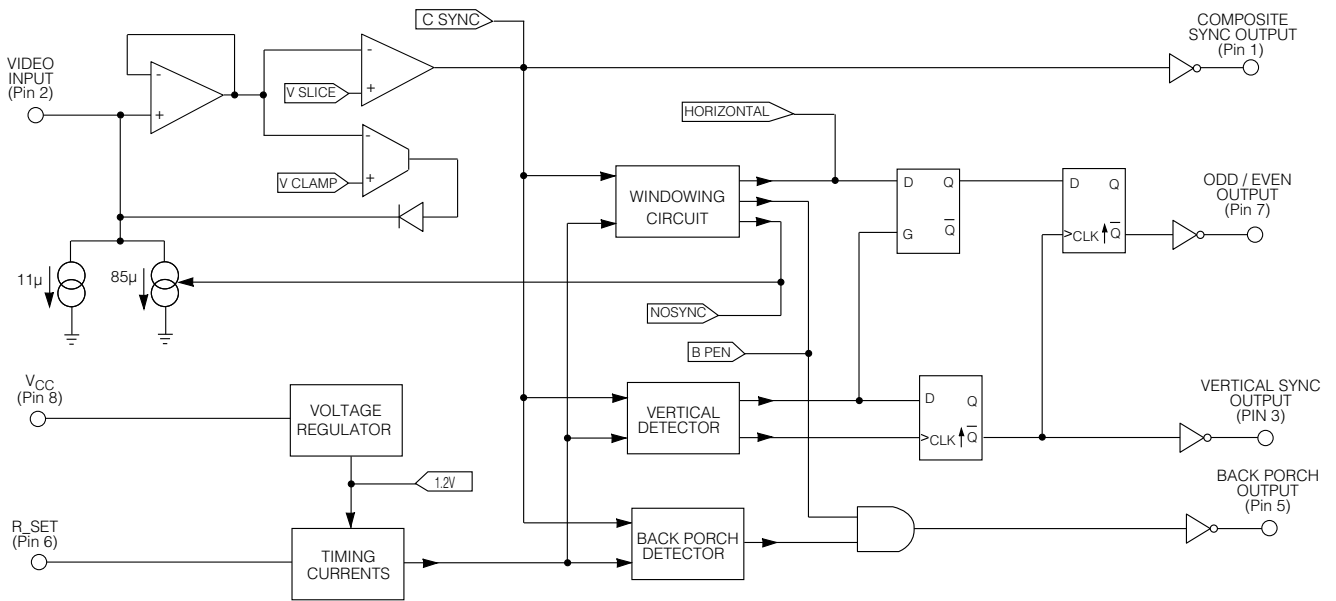 C SYNC
COMPOSITE
SYNC OUTPUT
(Pin 1)
VIDEO
INPUT
(Pin 2)
-
+
-
+
V SLICE
HORIZONTAL
-
+
V CLAMP
WINDOWING
CIRCUIT
D Q
Q
G
D Q
>CLK Q
ODD / EVEN
OUTPUT
(Pin 7)
11µ
85µ
NOSYNC
B PEN
VCC
(Pin 8)
VOLTAGE
REGULATOR
VERTICAL
DETECTOR
D Q
>CLK Q
VERTICAL SYNC
OUTPUT
(PIN 3)
1.2V
BACK PORCH
OUTPUT
(Pin 5)
R_SET
(Pin 6)
TIMING
CURRENTS
BACK PORCH
DETECTOR